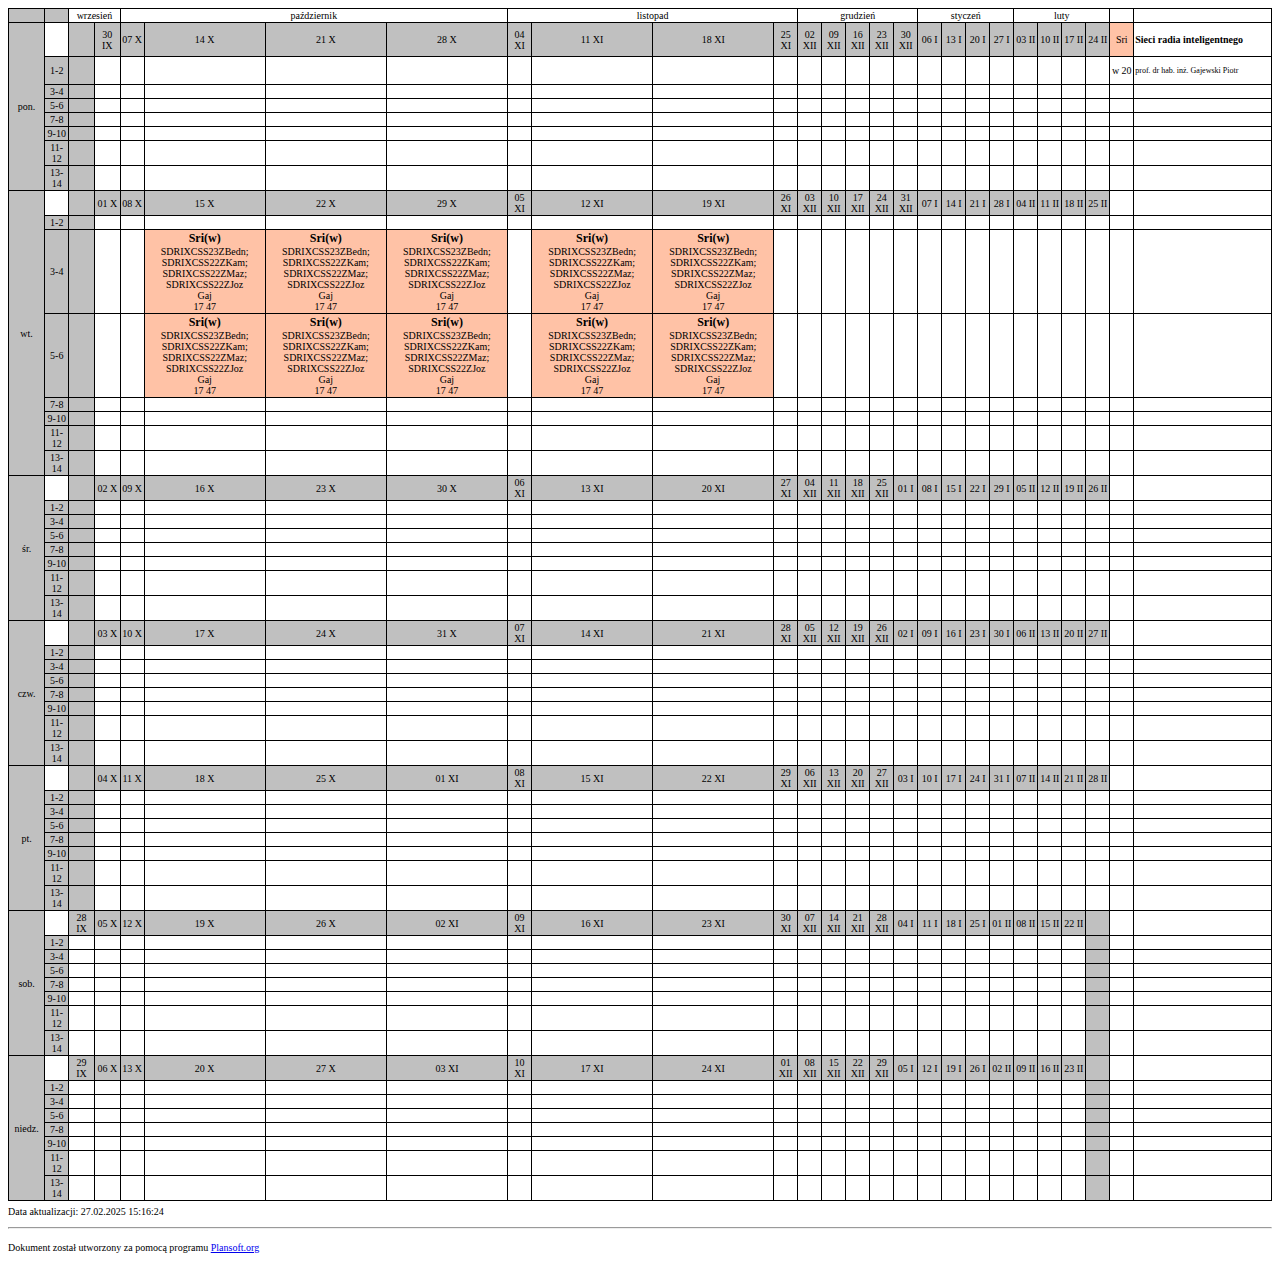 wrzesień październik listopad grudzień styczeń luty
pon. 30 IX 07 X 14 X 21 X 28 X 04 XI 11 XI 18 XI 25 XI 02 XII 09 XII 16 XII 23 XII 30 XII 06 I 13 I 20 I 27 I 03 II 10 II 17 II 24 II Sri Sieci radia inteligentnego
1-2 w 20 prof. dr hab. inż. Gajewski Piotr
3-4
5-6
7-8
9-10
11-12
13-14
wt. 01 X 08 X 15 X 22 X 29 X 05 XI 12 XI 19 XI 26 XI 03 XII 10 XII 17 XII 24 XII 31 XII 07 I 14 I 21 I 28 I 04 II 11 II 18 II 25 II
1-2
3-4 Sri(w) Sri(w) Sri(w) Sri(w) Sri(w)
SDRIXCSS23ZBedn; SDRIXCSS23ZBedn; SDRIXCSS23ZBedn; SDRIXCSS23ZBedn; SDRIXCSS23ZBedn;
SDRIXCSS22ZKam; SDRIXCSS22ZKam; SDRIXCSS22ZKam; SDRIXCSS22ZKam; SDRIXCSS22ZKam;
SDRIXCSS22ZMaz; SDRIXCSS22ZMaz; SDRIXCSS22ZMaz; SDRIXCSS22ZMaz; SDRIXCSS22ZMaz;
SDRIXCSS22ZJoz SDRIXCSS22ZJoz SDRIXCSS22ZJoz SDRIXCSS22ZJoz SDRIXCSS22ZJoz
Gaj Gaj Gaj Gaj Gaj
17 47 17 47 17 47 17 47 17 47
5-6 Sri(w) Sri(w) Sri(w) Sri(w) Sri(w)
SDRIXCSS23ZBedn; SDRIXCSS23ZBedn; SDRIXCSS23ZBedn; SDRIXCSS23ZBedn; SDRIXCSS23ZBedn;
SDRIXCSS22ZKam; SDRIXCSS22ZKam; SDRIXCSS22ZKam; SDRIXCSS22ZKam; SDRIXCSS22ZKam;
SDRIXCSS22ZMaz; SDRIXCSS22ZMaz; SDRIXCSS22ZMaz; SDRIXCSS22ZMaz; SDRIXCSS22ZMaz;
SDRIXCSS22ZJoz SDRIXCSS22ZJoz SDRIXCSS22ZJoz SDRIXCSS22ZJoz SDRIXCSS22ZJoz
Gaj Gaj Gaj Gaj Gaj
17 47 17 47 17 47 17 47 17 47
7-8
9-10
11-12
13-14
śr. 02 X 09 X 16 X 23 X 30 X 06 XI 13 XI 20 XI 27 XI 04 XII 11 XII 18 XII 25 XII 01 I 08 I 15 I 22 I 29 I 05 II 12 II 19 II 26 II
1-2
3-4
5-6
7-8
9-10
11-12
13-14
czw. 03 X 10 X 17 X 24 X 31 X 07 XI 14 XI 21 XI 28 XI 05 XII 12 XII 19 XII 26 XII 02 I 09 I 16 I 23 I 30 I 06 II 13 II 20 II 27 II
1-2
3-4
5-6
7-8
9-10
11-12
13-14
pt. 04 X 11 X 18 X 25 X 01 XI 08 XI 15 XI 22 XI 29 XI 06 XII 13 XII 20 XII 27 XII 03 I 10 I 17 I 24 I 31 I 07 II 14 II 21 II 28 II
1-2
3-4
5-6
7-8
9-10
11-12
13-14
sob. 28 IX 05 X 12 X 19 X 26 X 02 XI 09 XI 16 XI 23 XI 30 XI 07 XII 14 XII 21 XII 28 XII 04 I 11 I 18 I 25 I 01 II 08 II 15 II 22 II
1-2
3-4
5-6
7-8
9-10
11-12
13-14
niedz. 29 IX 06 X 13 X 20 X 27 X 03 XI 10 XI 17 XI 24 XI 01 XII 08 XII 15 XII 22 XII 29 XII 05 I 12 I 19 I 26 I 02 II 09 II 16 II 23 II
1-2
3-4
5-6
7-8
9-10
11-12
13-14
Data aktualizacji: 27.02.2025 15:16:24
Dokument został utworzony za pomocą programu Plansoft.org